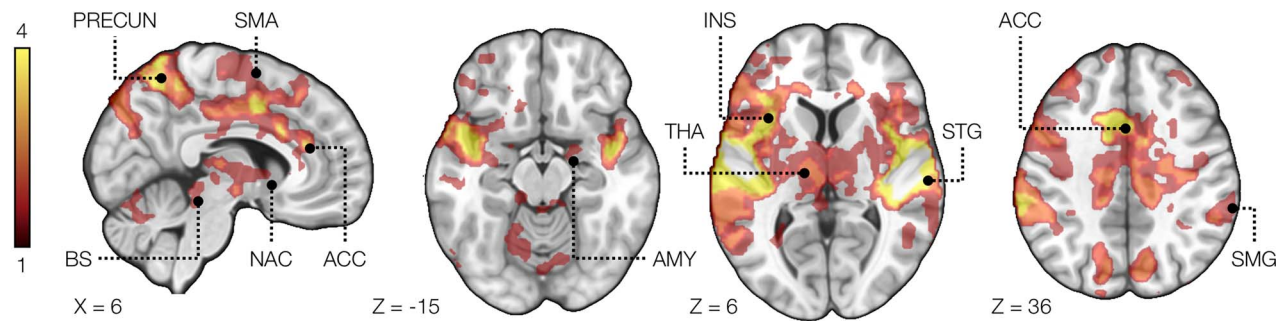 PRECUN SMA INS ACC
4
THA STG
1
BS NAC ACC AMY SMG
X = 6 Z = -15 Z = 6 Z = 36